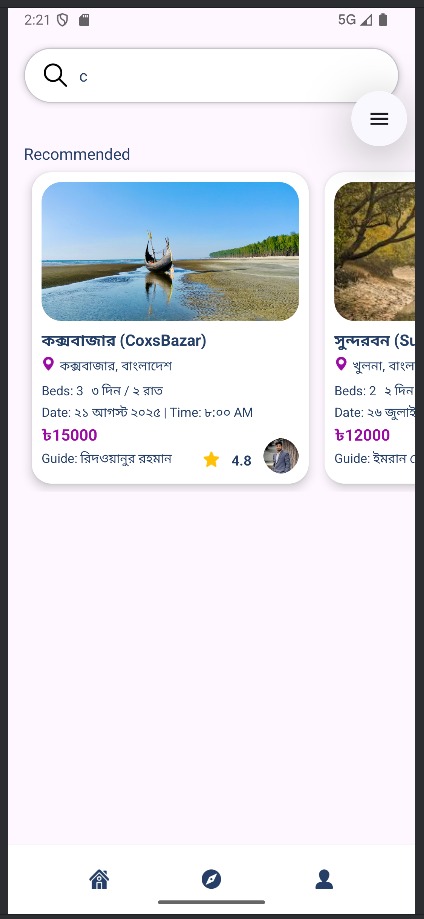 2:21
5G
c
Recommended
কক্সবাজার (CoxsBazar)
কক্সবাজার, বাংলাদেশ
Beds: 3 ৩ দিন / ২ রাত
Date: ২১ আগস্ট ২০২৫ | Time: ৮:০০ AM
৳15000
Guide: রিদওয়ানুর রহমান
4.8
সুন্দরবন (Su
খুলনা, বাংল
Beds: 2 ২ দিন
Date: ২৬ জুলাই
৳12000
Guide: ইমরান